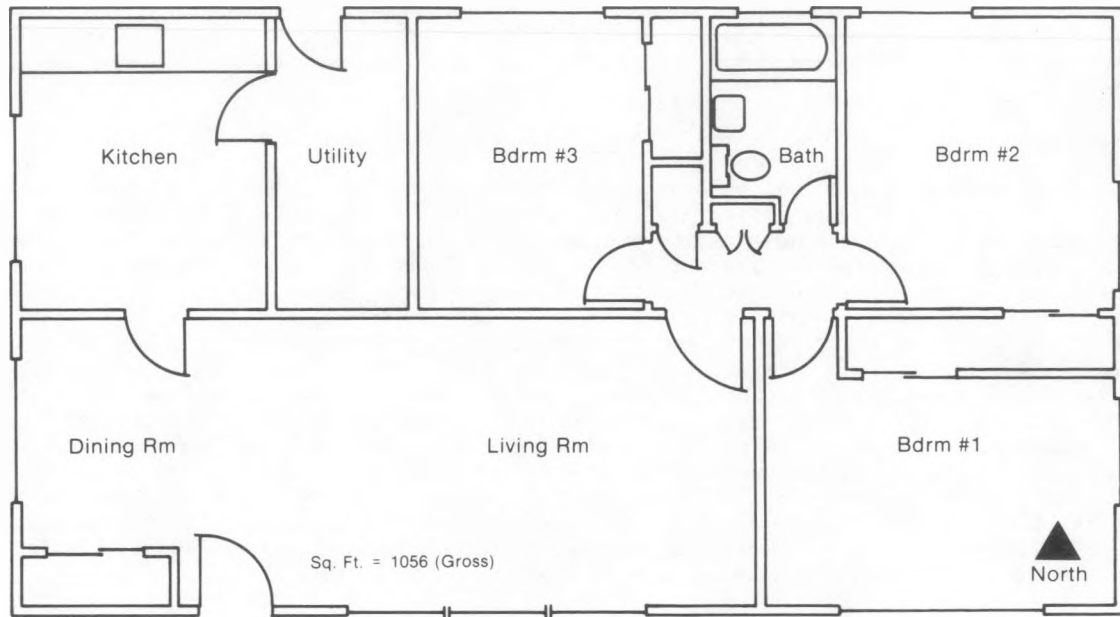 Kitchen
Utility
Bdrm #3
Bath
Bdrm #2
Dining Rm
Living Rm
Bdrm #1
Sq. Ft. = 1056 (Gross)
North